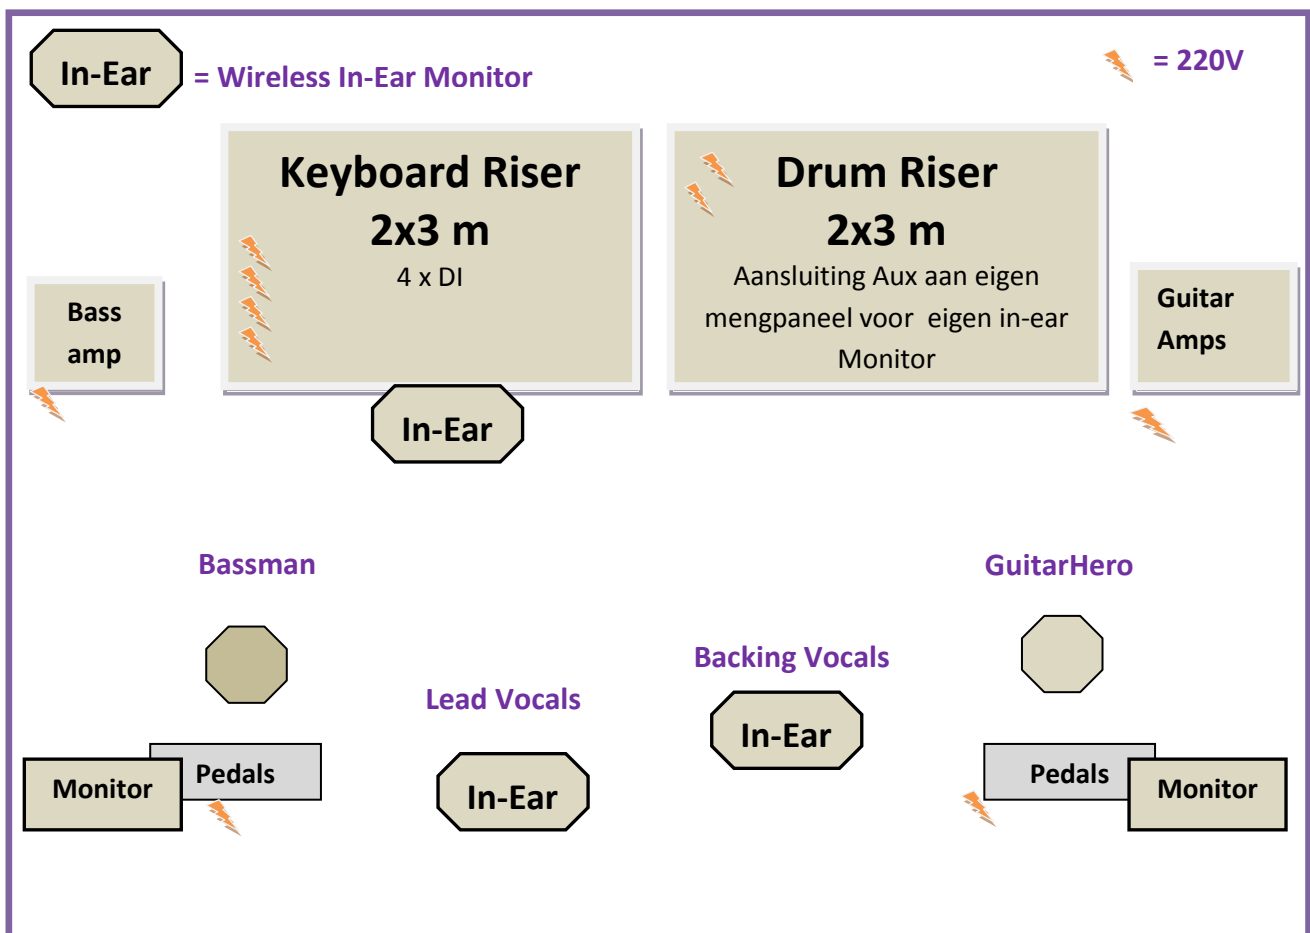 In-Ear = Wireless In-Ear Monitor
= 220V
Keyboard Riser
2x3 m
4 x DI
Drum Riser
2x3 m
Aansluiting Aux aan eigen
mengpaneel voor eigen in-ear
Monitor
Bass
amp
Guitar
Amps
In-Ear
Bassman
GuitarHero
Backing Vocals
Lead Vocals
In-Ear
Pedals
Monitor
In-Ear
Pedals
Monitor